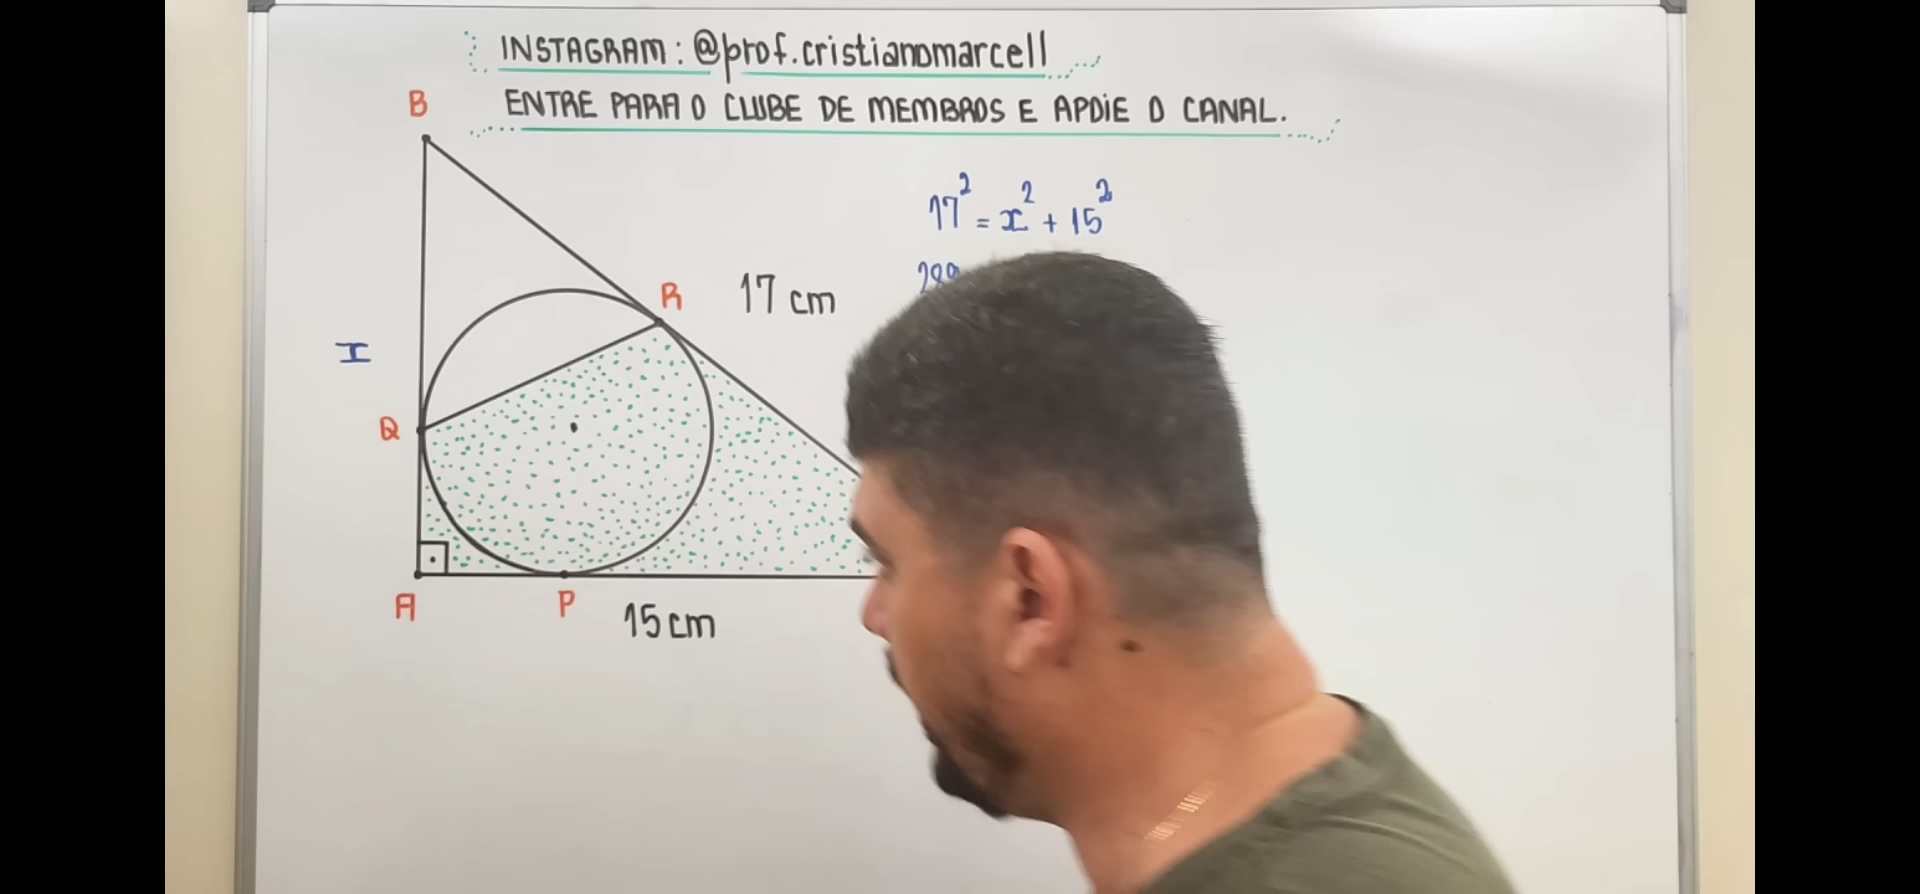 INSTAGRAM: @prof.cristianomarcell
ENTRE PARA O CLUBE DE MEMBROS E APOIE O CANAL.
B
17² = x² + 15²
R
17 cm
x
Q
A
P
15 cm